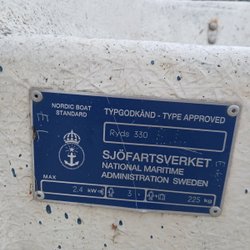 NORDIC BOAT
STANDARD
TYPGODKÄND - TYPE APPROVED
Ryds 330
SJÖFARTSVERKET
NATIONAL MARITIME
ADMINISTRATION SWEDEN
MAX
2.4 kW
3
225 kg